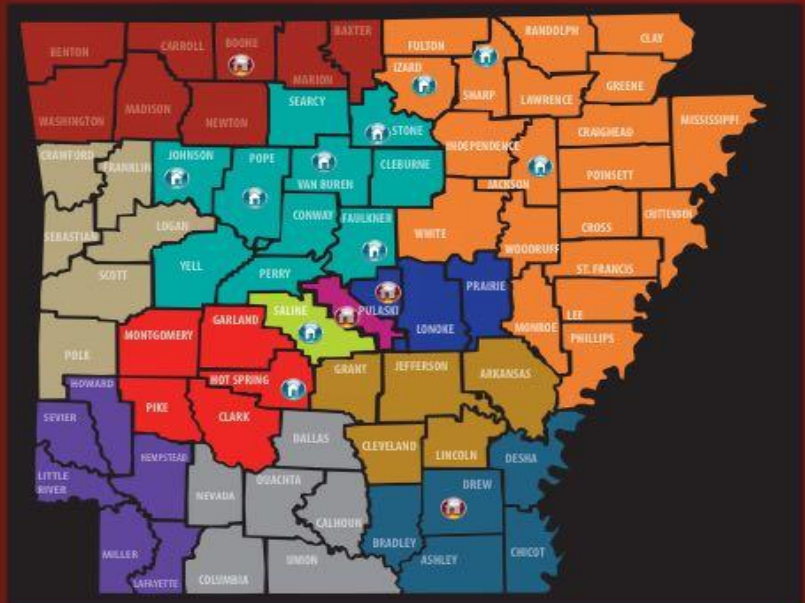 BENTON
CARROLL
BOONE
BAXTER
MARION
WASHINGTON
MADISON
NEWTON
FULTON
RANDOLPH
CLAY
IZARD
SHARP
LAWRENCE
GREENE
SEARCY
STONE
INDEPENDENCE
CRAIGHEAD
MISSISSIPPI
CRAWFORD
FRANKLIN
JOHNSON
POPE
VAN BUREN
CLEBURNE
JACKSON
POINSETT
LOGAN
CONWAY
FAULKNER
WHITE
WOODRUFF
CROSS
CRITTENDEN
SEBASTIAN
SCOTT
YELL
PERRY
ST. FRANCIS
SALINE
PULASKI
LONOKE
PRAIRIE
MONROE
LEE
PHILLIPS
MONTGOMERY
GARLAND
POLK
HOT SPRING
GRANT
JEFFERSON
ARKANSAS
HOWARD
PIKE
CLARK
SEVIER
DALLAS
CLEVELAND
LINCOLN
DESHA
LITTLE
RIVER
HEMPSTEAD
NEVADA
OUACHITA
CALHOUN
DREW
BRADLEY
MILLER
LAFAYETTE
COLUMBIA
UNION
ASHLEY
CHICOT